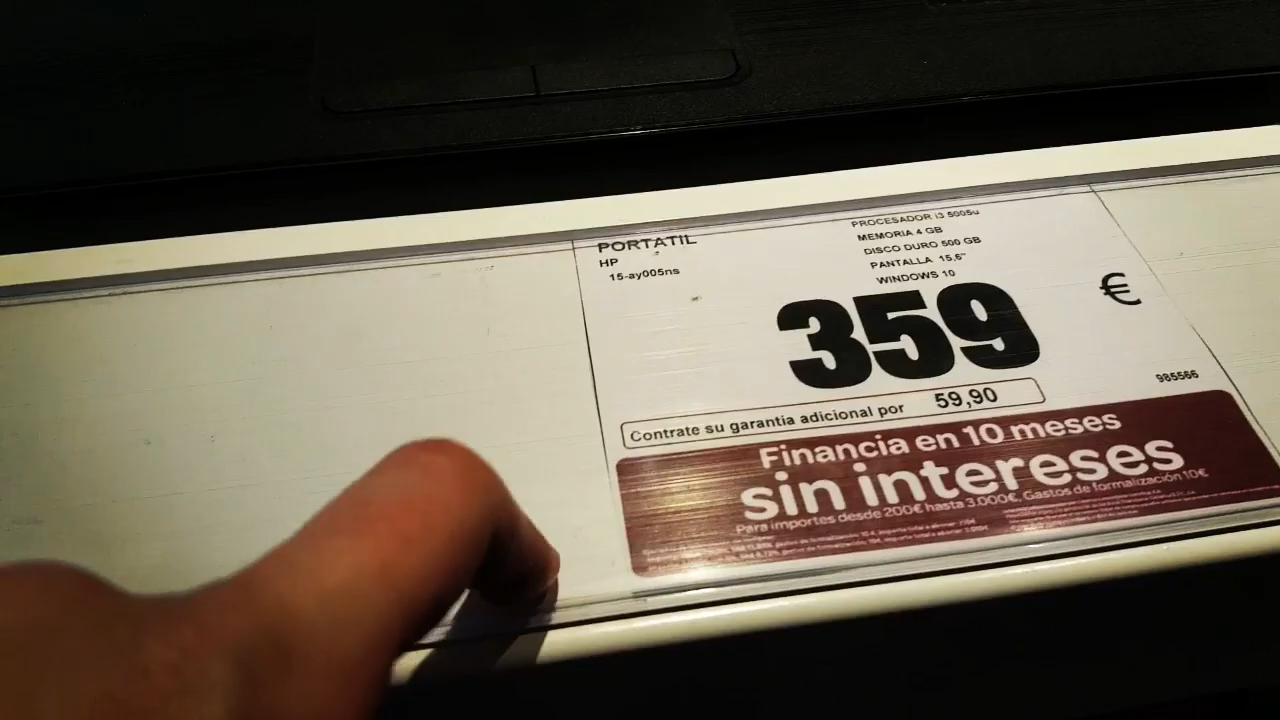 PORTATIL
HP
15-ay005ns
PROCESADOR i3 5005u
MEMORIA 4 GB
DISCO DURO 500 GB
PANTALLA 15,6"
WINDOWS 10
359 €
985566
Contrate su garantía adicional por 59,90
Financia en 10 meses
sin intereses
Para importes desde 200€ hasta 3.000€. Gastos de formalización 10€